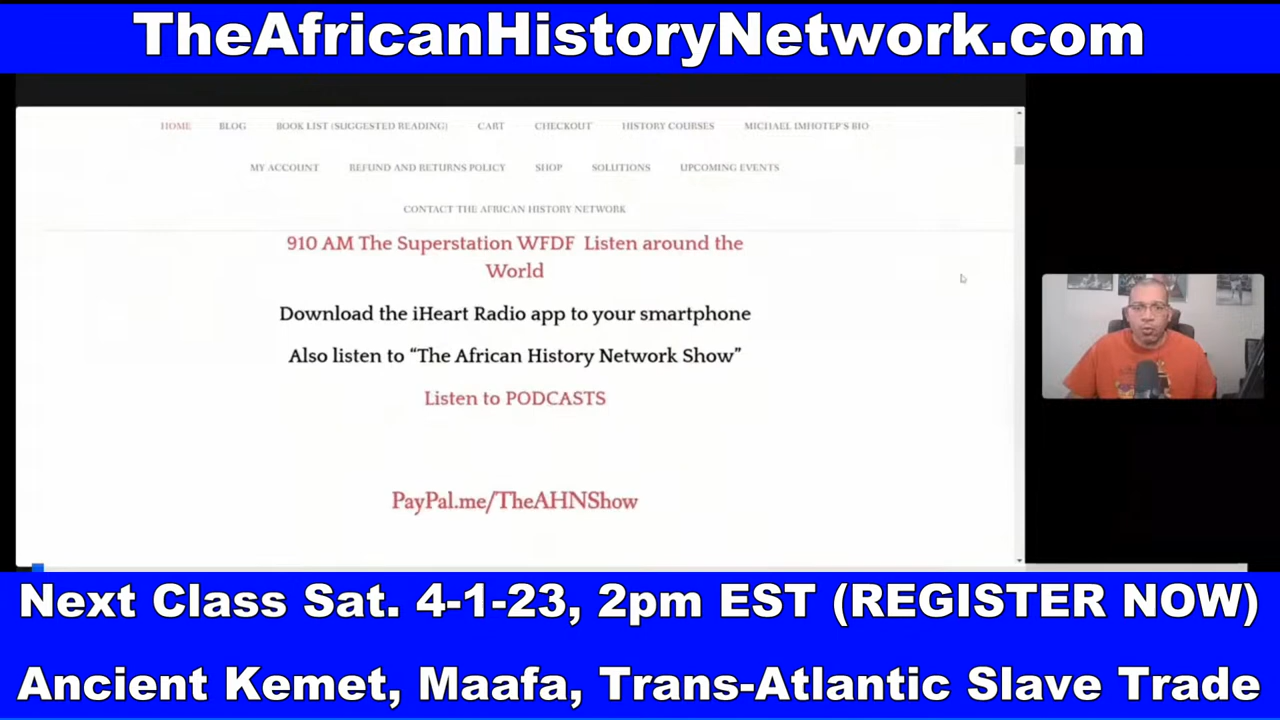 TheAfricanHistoryNetwork.com
HOME BLOG BOOK LIST (SUGGESTED READING) CART CHECKOUT HISTORY COURSES MICHAEL IMHOTEP'S BIO
MY ACCOUNT REFUND AND RETURNS POLICY SHOP SOLUTIONS UPCOMING EVENTS
CONTACT THE AFRICAN HISTORY NETWORK
910 AM The Superstation WFDF Listen around the
World
Download the iHeart Radio app to your smartphone
Also listen to “The African History Network Show”
Listen to PODCASTS
PayPal.me/TheAHNShow
Next Class Sat. 4-1-23, 2pm EST (REGISTER NOW)
Ancient Kemet, Maafa, Trans-Atlantic Slave Trade